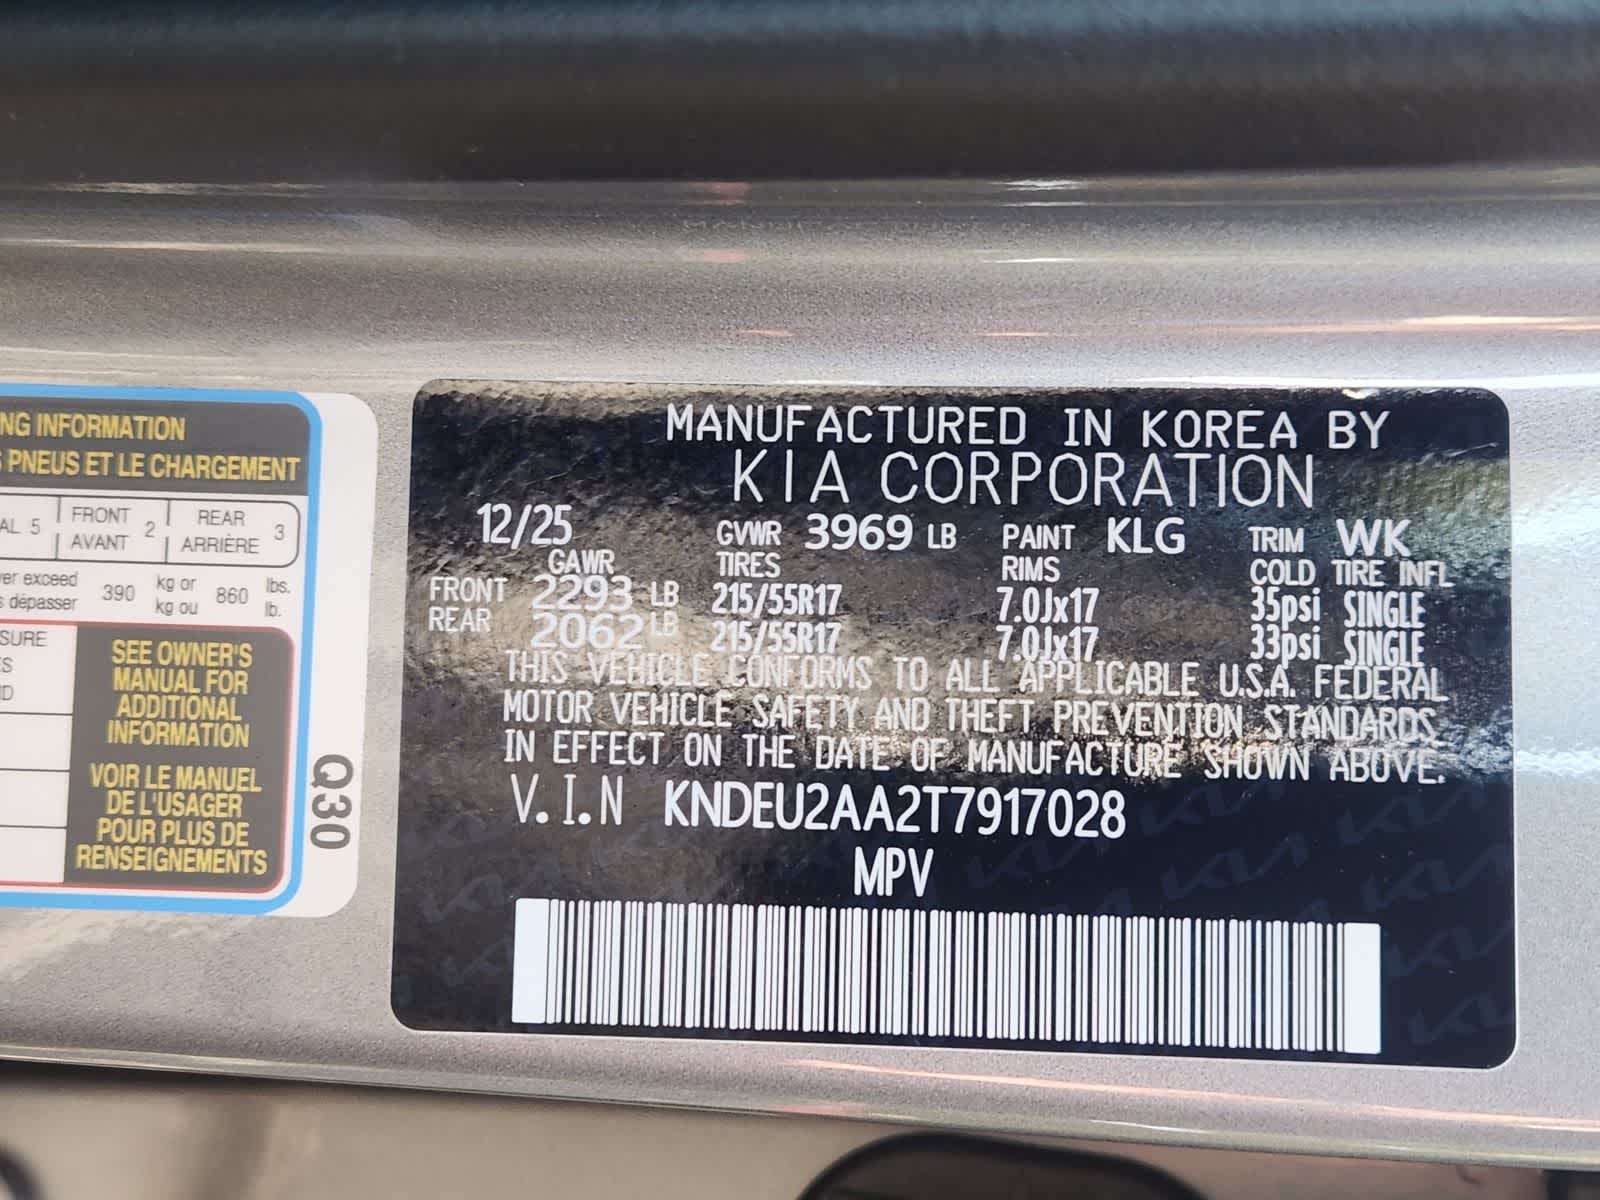 NG INFORMATION
S PNEUS ET LE CHARGEMENT
AL 5 FRONT AVANT 2 REAR ARRIÈRE 3
ver exceed
s dépasser 390 kg or kg ou 860 lbs. lb.
SURE
ES
ND
SEE OWNER'S
MANUAL FOR
ADDITIONAL
INFORMATION
VOIR LE MANUEL
DE L'USAGER
POUR PLUS DE
RENSEIGNEMENTS
Q30
MANUFACTURED IN KOREA BY
KIA CORPORATION
12/25 GVWR 3969 LB PAINT KLG TRIM WK
GAWR TIRES RIMS COLD TIRE INFL
FRONT 2293 LB 215/55R17 7.0Jx17 35psi SINGLE
REAR 2062 LB 215/55R17 7.0Jx17 33psi SINGLE
THIS VEHICLE CONFORMS TO ALL APPLICABLE U.S.A. FEDERAL
MOTOR VEHICLE SAFETY AND THEFT PREVENTION STANDARDS
IN EFFECT ON THE DATE OF MANUFACTURE SHOWN ABOVE.
V.I.N KNDEU2AA2T7917028
MPV